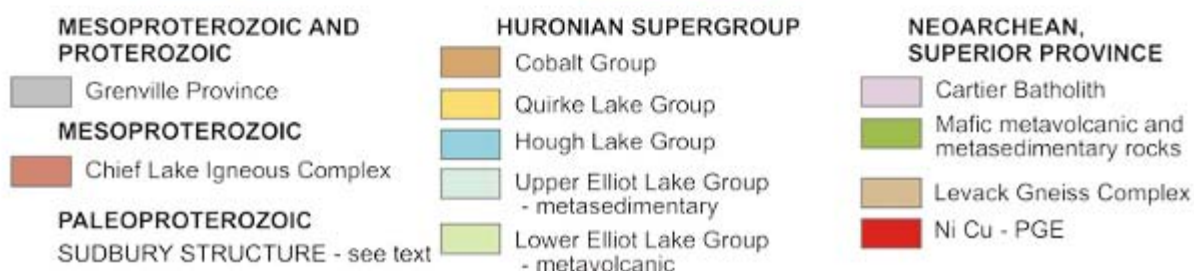 MESOPROTEROZOIC AND
PROTEROZOIC
Grenville Province
MESOPROTEROZOIC
Chief Lake Igneous Complex
PALEOPROTEROZOIC
SUDBURY STRUCTURE - see text
HURONIAN SUPERGROUP
Cobalt Group
Quirke Lake Group
Hough Lake Group
Upper Elliot Lake Group
- metasedimentary
Lower Elliot Lake Group
- metavolcanic
NEOARCHEAN,
SUPERIOR PROVINCE
Cartier Batholith
Mafic metavolcanic and
metasedimentary rocks
Levack Gneiss Complex
Ni Cu - PGE